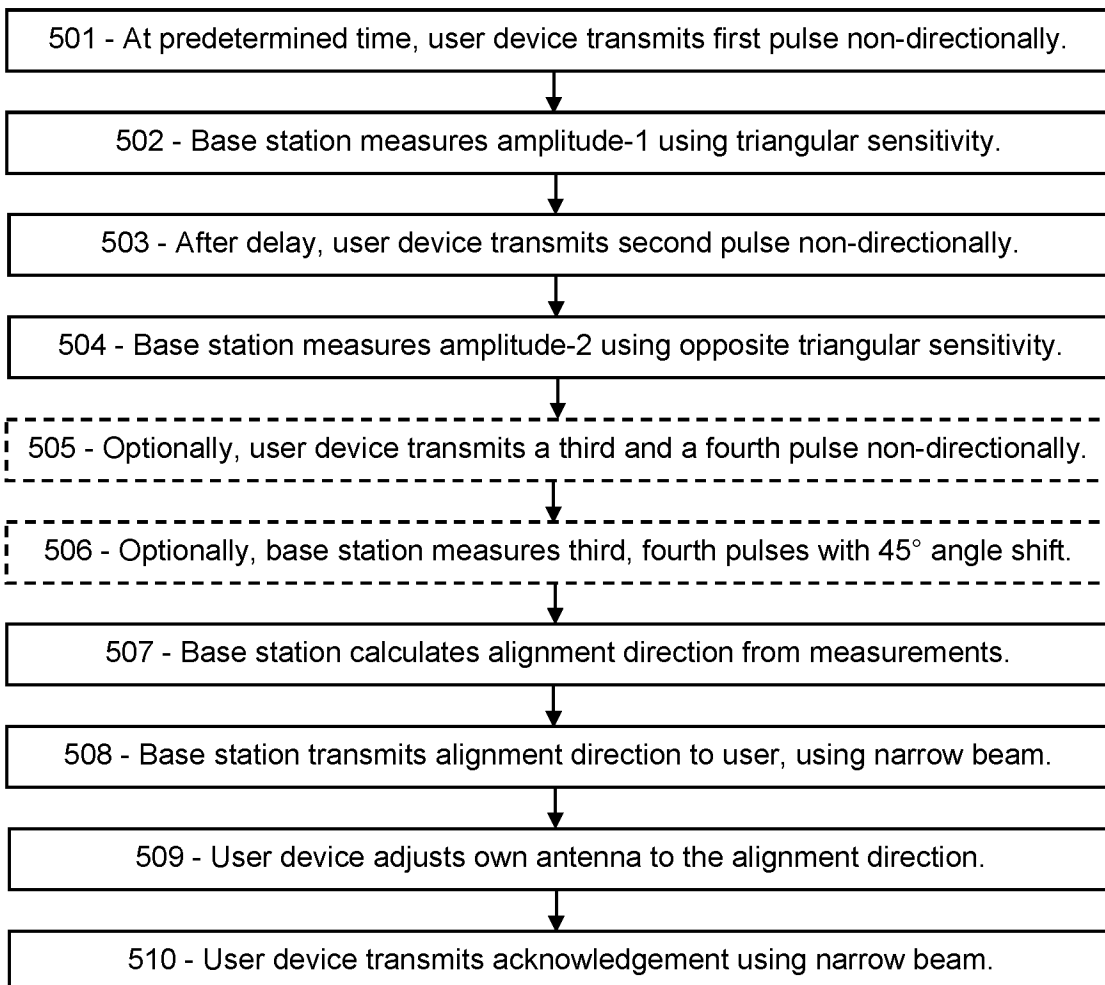 501 - At predetermined time, user device transmits first pulse non-directionally.
502 - Base station measures amplitude-1 using triangular sensitivity.
503 - After delay, user device transmits second pulse non-directionally.
504 - Base station measures amplitude-2 using opposite triangular sensitivity.
505 - Optionally, user device transmits a third and a fourth pulse non-directionally.
506 - Optionally, base station measures third, fourth pulses with 45° angle shift.
507 - Base station calculates alignment direction from measurements.
508 - Base station transmits alignment direction to user, using narrow beam.
509 - User device adjusts own antenna to the alignment direction.
510 - User device transmits acknowledgement using narrow beam.